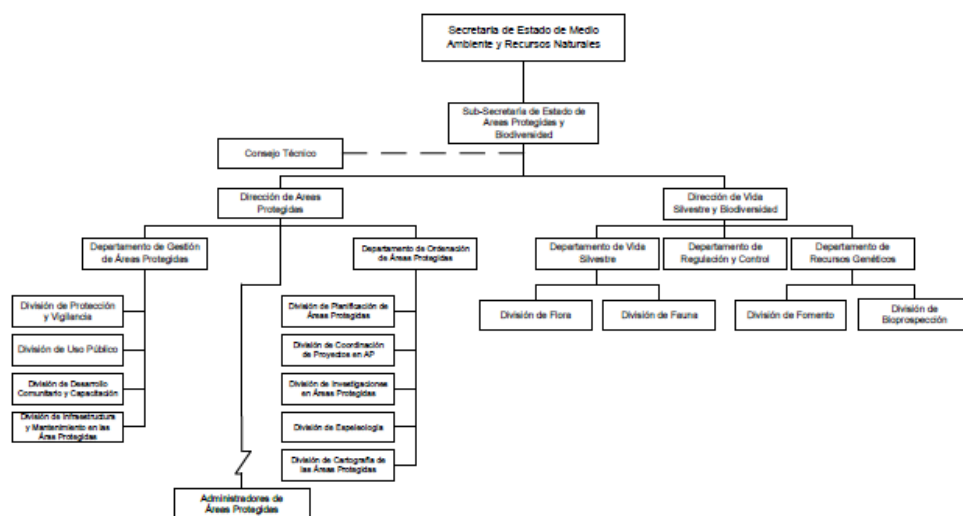 Secretaria de Estado de Medio
Ambiente y Recursos Naturales
Sub-Secretaria de Estado de
Areas Protegidas y
Biodiversidad
Consejo Técnico
Dirección de Areas
Protegidas
Dirección de Vida
Silvestre y Biodiversidad
Departamento de Gestión
de Áreas Protegidas
Departamento de Ordenación
de Áreas Protegidas
Departamento de Vida
Silvestre
Departamento de
Regulación y Control
Departamento de
Recursos Genéticos
División de Protección
y Vigilancia
División de Uso Público
División de Desarrollo
Comunitario y Capacitación
División de Infraestructura
y Mantenimiento en las
Áreas Protegidas
División de Planificación de
Áreas Protegidas
División de Coordinación
de Proyectos en AP
División de Investigaciones
en Áreas Protegidas
División de Espeleología
División de Cartografía de
las Áreas Protegidas
División de Flora
División de Fauna
División de Fomento
División de
Bioprospección
Administradores de
Áreas Protegidas